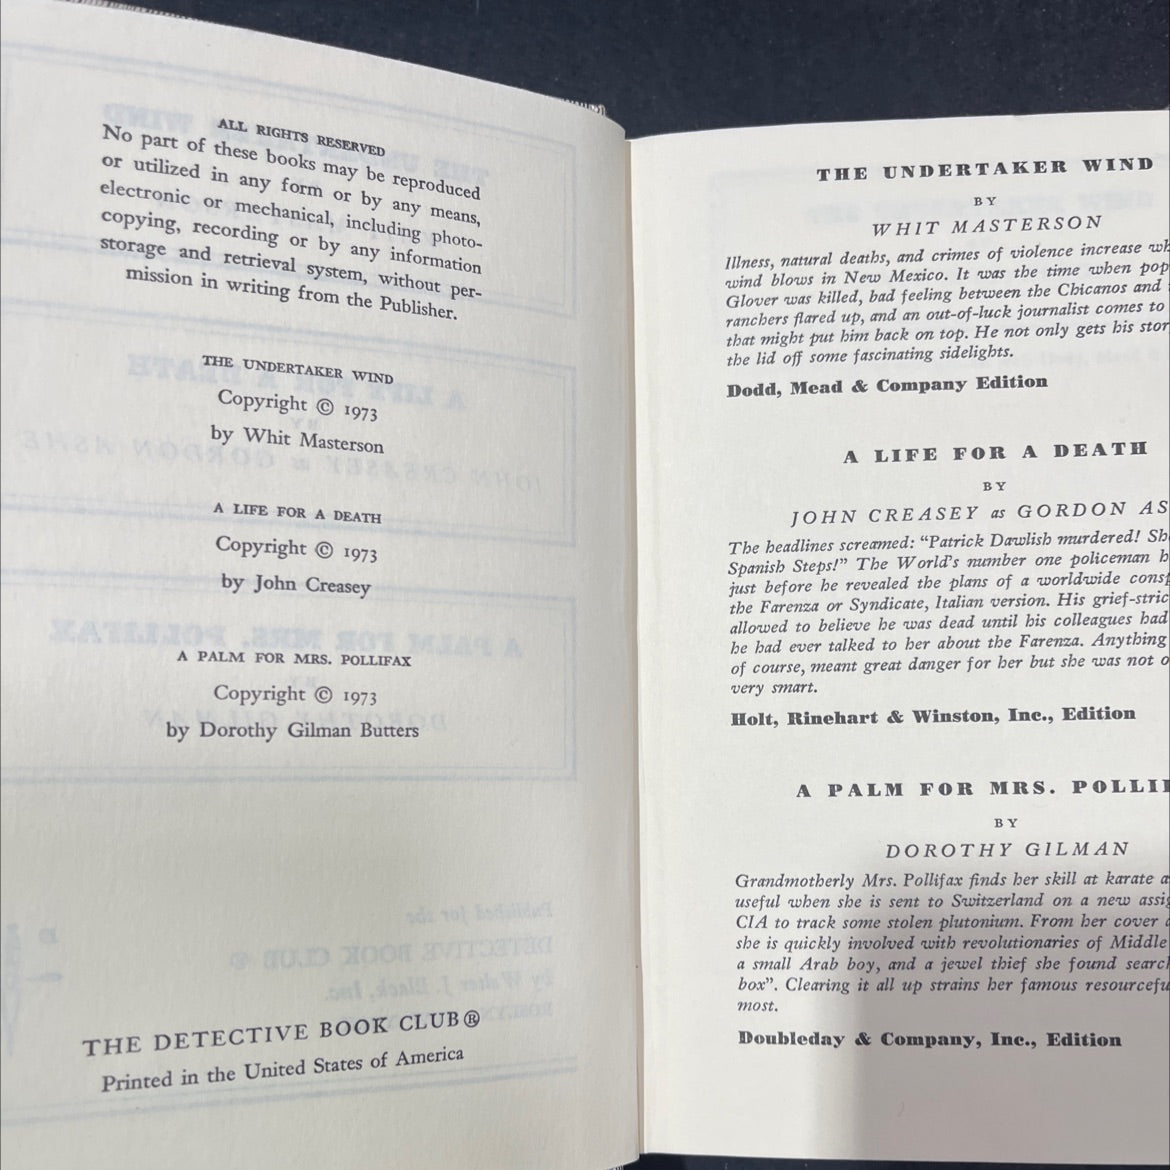 ALL RIGHTS RESERVED
No part of these books may be reproduced
or utilized in any form or by any means,
electronic or mechanical, including photo-
copying, recording or by any information
storage and retrieval system, without per-
mission in writing from the Publisher.
THE UNDERTAKER WIND
Copyright © 1973
by Whit Masterson
A LIFE FOR A DEATH
Copyright © 1973
by John Creasey
A PALM FOR MRS. POLLIFAX
Copyright © 1973
by Dorothy Gilman Butters
THE DETECTIVE BOOK CLUB®
Printed in the United States of America
THE UNDERTAKER WIND
BY
WHIT MASTERSON
Illness, natural deaths, and crimes of violence increase
wind blows in New Mexico. It was the time when pop
Glover was killed, bad feeling between the Chicanos and
ranchers flared up, and an out-of-luck journalist comes to
that might put him back on top. He not only gets his stor
the lid off some fascinating sidelights.
Dodd, Mead & Company Edition
A LIFE FOR A DEATH
BY
JOHN CREASEY as GORDON AS
The headlines screamed: “Patrick Dawlish murdered! Sh
Spanish Steps!” The World's number one policeman h
just before he revealed the plans of a worldwide consp
the Farenza or Syndicate, Italian version. His grief-stric
allowed to believe he was dead until his colleagues had
he had ever talked to her about the Farenza. Anything
of course, meant great danger for her but she was not o
very smart.
Holt, Rinehart & Winston, Inc., Edition
A PALM FOR MRS. POLLI
BY
DOROTHY GILMAN
Grandmotherly Mrs. Pollifax finds her skill at karate a
useful when she is sent to Switzerland on a new assig
CIA to track some stolen plutonium. From her cover
she is quickly involved with revolutionaries of Middle
a small Arab boy, and a jewel thief she found search
box”. Clearing it all up strains her famous resourcefu
most.
Doubleday & Company, Inc., Edition